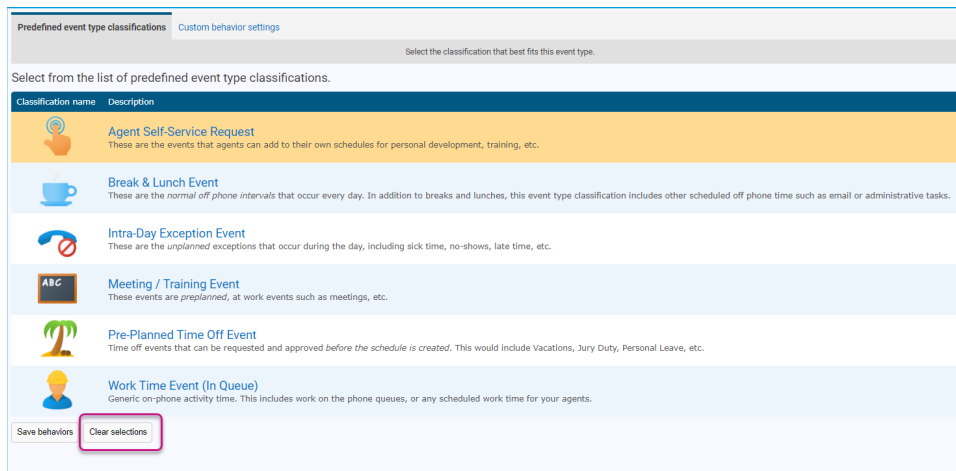 Predefined event type classifications Custom behavior settings
Select the classification that best fits this event type.
Select from the list of predefined event type classifications.
Classification name Description
Agent Self-Service Request
These are the events that agents can add to their own schedules for personal development, training, etc.
Break & Lunch Event
These are the normal off phone intervals that occur every day. In addition to breaks and lunches, this event type classification includes other scheduled off phone time such as email or administrative tasks.
Intra-Day Exception Event
These are the unplanned exceptions that occur during the day, including sick time, no-shows, late time, etc.
ABC
Meeting / Training Event
These events are preplanned, at work events such as meetings, etc.
Pre-Planned Time Off Event
Time off events that can be requested and approved before the schedule is created. This would include Vacations, Jury Duty, Personal Leave, etc.
Work Time Event (In Queue)
Generic on-phone activity time. This includes work on the phone queues, or any scheduled work time for your agents.
Save behaviors Clear selections